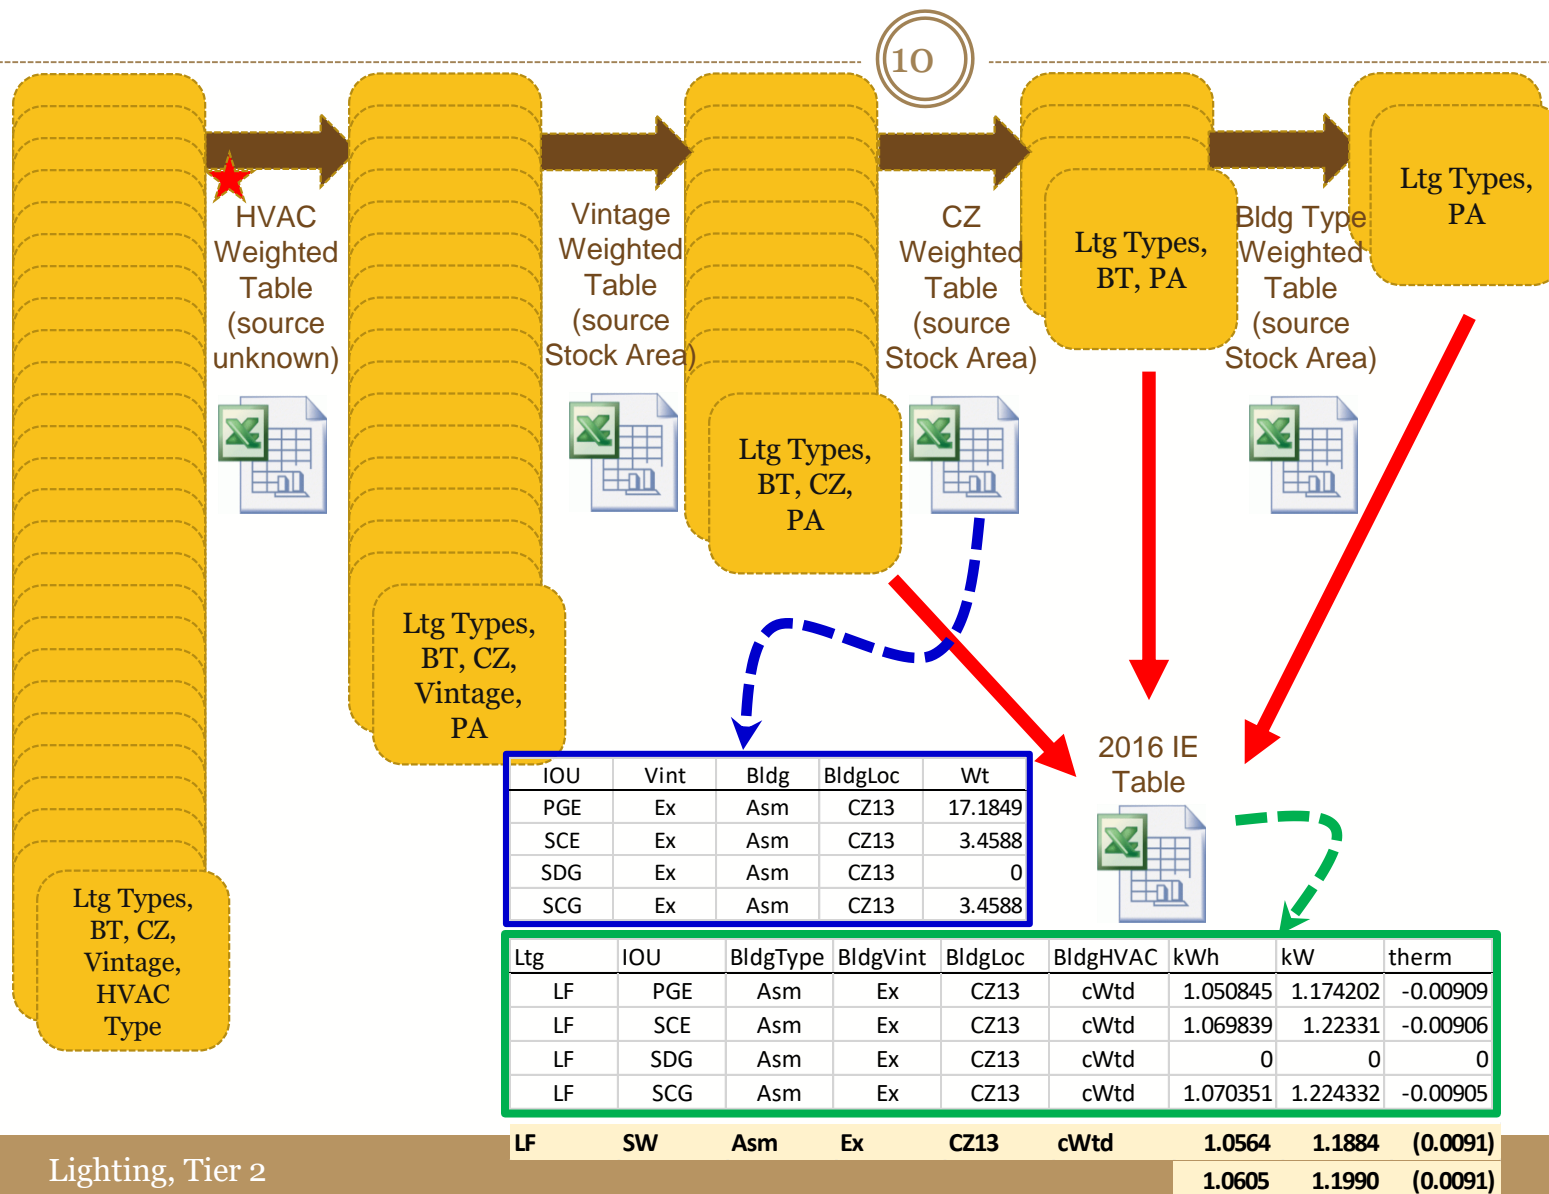 10
HVAC
Weighted
Table
(source
unknown)
Vintage
Weighted
Table
(source
Stock Area)
CZ
Weighted
Table
(source
Stock Area)
Bldg Type
Weighted
Table
(source
Stock Area)
Ltg Types,
BT, CZ,
Vintage,
HVAC
Type
Ltg Types,
BT, CZ,
Vintage,
PA
Ltg Types,
BT, CZ,
PA
Ltg Types,
BT, PA
Ltg Types,
PA
2016 IE
Table
IOU Vint Bldg BldgLoc Wt
PGE Ex Asm CZ13 17.1849
SCE Ex Asm CZ13 3.4588
SDG Ex Asm CZ13 0
SCG Ex Asm CZ13 3.4588
Ltg IOU BldgType BldgVint BldgLoc BldgHVAC kWh kW therm
LF PGE Asm Ex CZ13 cWtd 1.050845 1.174202 -0.00909
LF SCE Asm Ex CZ13 cWtd 1.069839 1.22331 -0.00906
LF SDG Asm Ex CZ13 cWtd 0 0 0
LF SCG Asm Ex CZ13 cWtd 1.070351 1.224332 -0.00905
LF SW Asm Ex CZ13 cWtd 1.0564 1.1884 (0.0091)
1.0605 1.1990 (0.0091)
Lighting, Tier 2